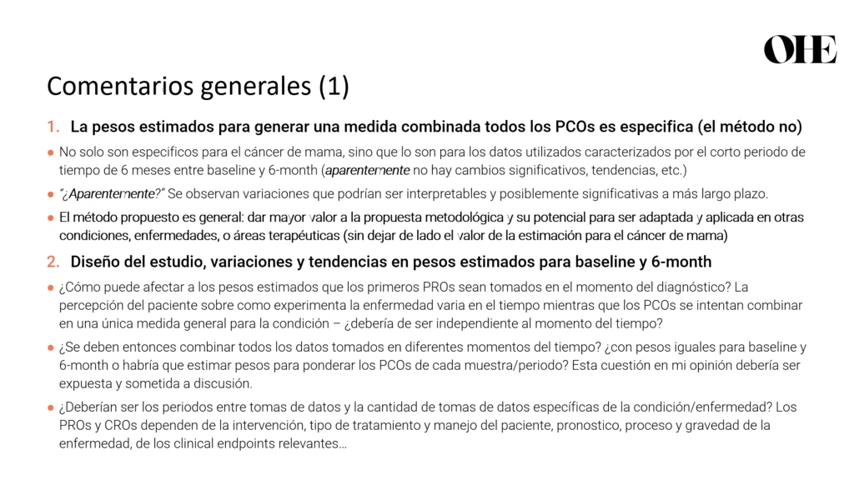 OHE
Comentarios generales (1)
1. La pesos estimados para generar una medida combinada todos los PCOs es especifica (el método no)
• No solo son específicos para el cáncer de mama, sino que lo son para los datos utilizados caracterizados por el corto periodo de
tiempo de 6 meses entre baseline y 6-month (aparentemente no hay cambios significativos, tendencias, etc.)
• "¿Aparentemente?" Se observan variaciones que podrían ser interpretables y posiblemente significativas a más largo plazo.
• El método propuesto es general: dar mayor valor a la propuesta metodológica y su potencial para ser adaptada y aplicada en otras
condiciones, enfermedades, o áreas terapéuticas (sin dejar de lado el valor de la estimación para el cáncer de mama)
2. Diseño del estudio, variaciones y tendencias en pesos estimados para baseline y 6-month
• ¿Cómo puede afectar a los pesos estimados que los primeros PROs sean tomados en el momento del diagnóstico? La
percepción del paciente sobre como experimenta la enfermedad varia en el tiempo mientras que los PCOs se intentan combinar
en una única medida general para la condición – ¿debería de ser independiente al momento del tiempo?
• ¿Se deben entonces combinar todos los datos tomados en diferentes momentos del tiempo? ¿con pesos iguales para baseline y
6-month o habría que estimar pesos para ponderar los PCOs de cada muestra/periodo? Esta cuestión en mi opinión debería ser
expuesta y sometida a discusión.
• ¿Deberían ser los periodos entre tomas de datos y la cantidad de tomas de datos específicas de la condición/enfermedad? Los
PROs y CROs dependen de la intervención, tipo de tratamiento y manejo del paciente, pronostico, proceso y gravedad de la
enfermedad, de los clinical endpoints relevantes...